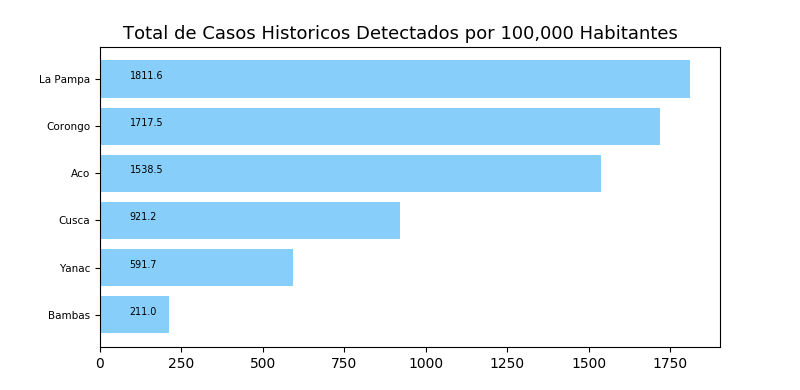 Total de Casos Historicos Detectados por 100,000 Habitantes
La Pampa 1811.6
Corongo 1717.5
Aco 1538.5
Cusca 921.2
Yanac 591.7
Bambas 211.0
0 250 500 750 1000 1250 1500 1750